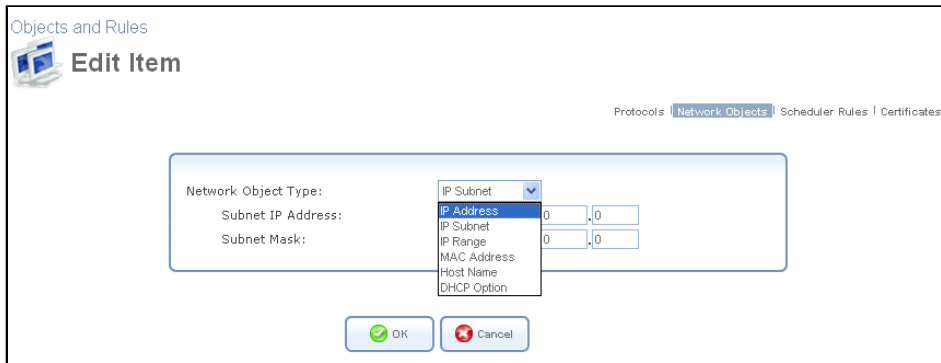 Objects and Rules
Edit Item
Protocols | Network Objects | Scheduler Rules | Certificates
Network Object Type: IP Subnet
Subnet IP Address: 0 .0
Subnet Mask: 0 .0
IP Address
IP Subnet
IP Range
MAC Address
Host Name
DHCP Option
OK Cancel